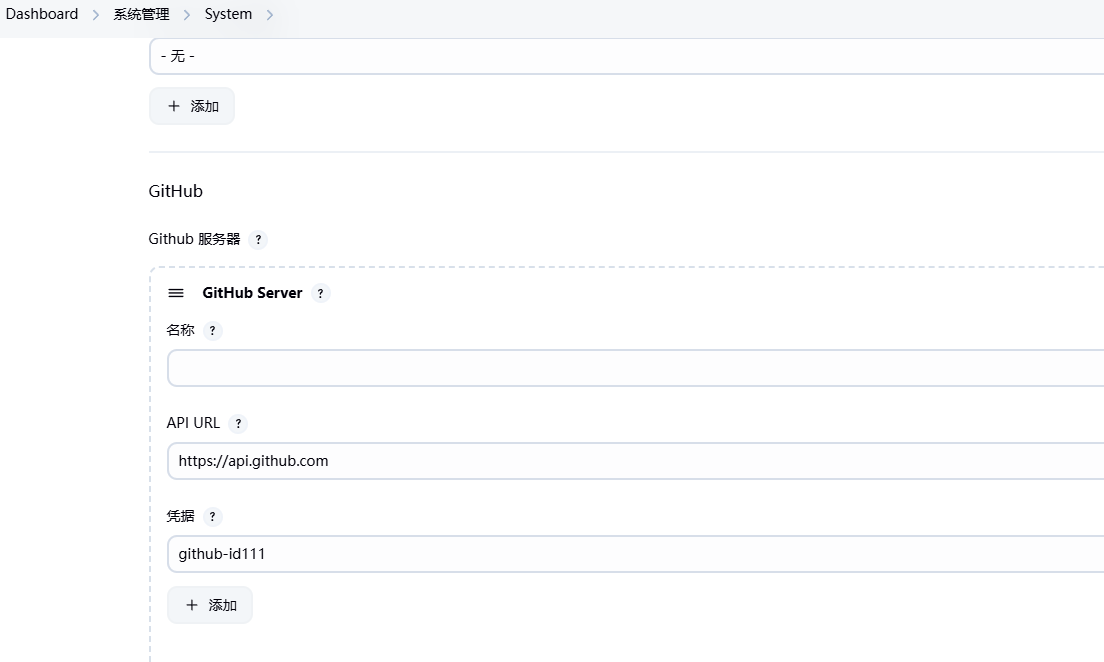 Dashboard > 系统管理 > System >
- 无 -
+ 添加
GitHub
Github 服务器 ?
GitHub Server ?
名称 ?
API URL ?
https://api.github.com
凭据 ?
github-id111
+ 添加